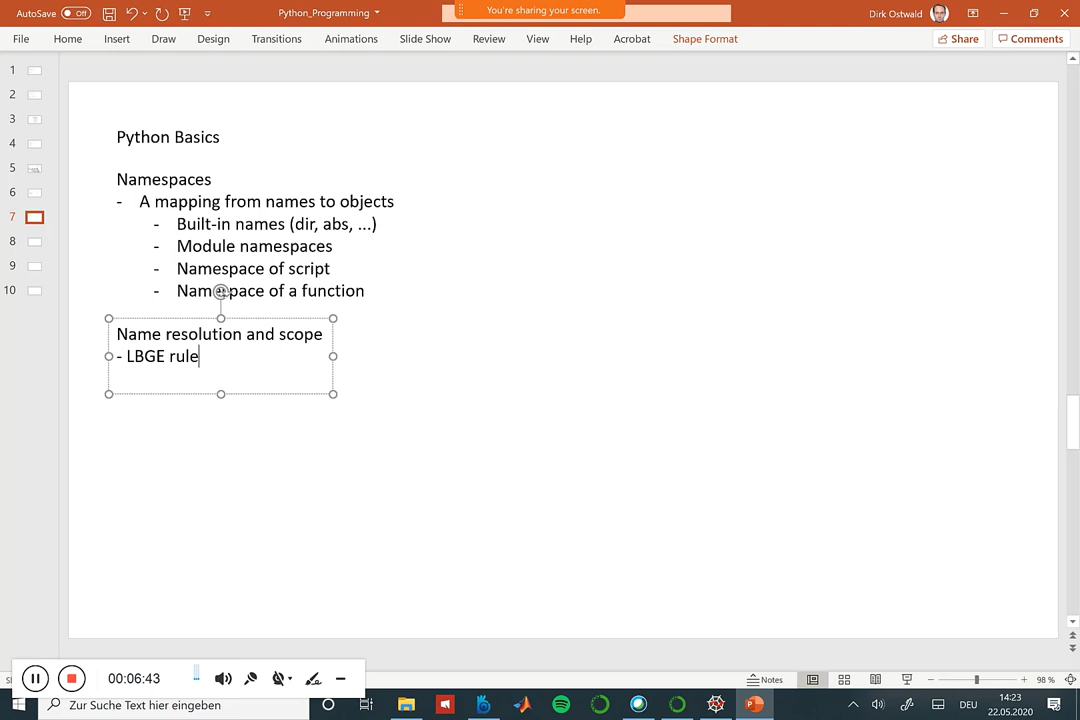 AutoSave Off Python_Programming You're sharing your screen. Dirk Ostwald
File Home Insert Draw Design Transitions Animations Slide Show Review View Help Acrobat Shape Format Share Comments
1
2
3
4
5
6
7
8
9
10
Python Basics
Namespaces
- A mapping from names to objects
- Built-in names (dir, abs, ...)
- Module namespaces
- Namespace of script
- Namespace of a function
Name resolution and scope
- LBGE rule
00:06:43
Notes 98 %
Zur Suche Text hier eingeben
DEU
14:23
22.05.2020